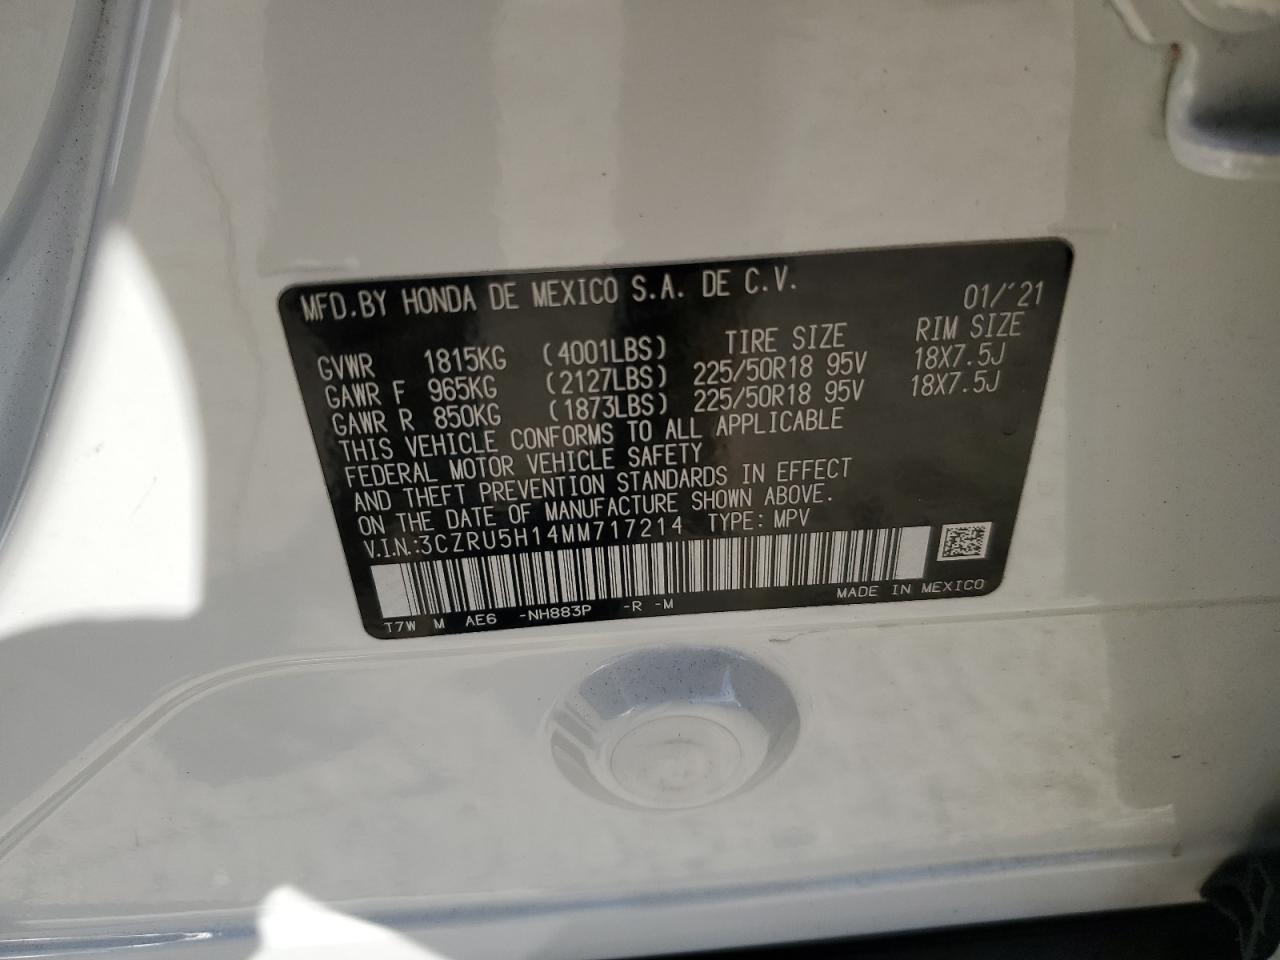 MFD.BY HONDA DE MEXICO S.A. DE C.V.
01/'21
TIRE SIZE RIM SIZE
GVWR 1815KG (4001LBS)
GAWR F 965KG (2127LBS) 225/50R18 95V 18X7.5J
GAWR R 850KG (1873LBS) 225/50R18 95V 18X7.5J
THIS VEHICLE CONFORMS TO ALL APPLICABLE
FEDERAL MOTOR VEHICLE SAFETY
AND THEFT PREVENTION STANDARDS IN EFFECT
ON THE DATE OF MANUFACTURE SHOWN ABOVE.
V.I.N.:3CZRU5H14MM717214 TYPE: MPV
MADE IN MEXICO
T7W M AE6 -NH883P -R -M